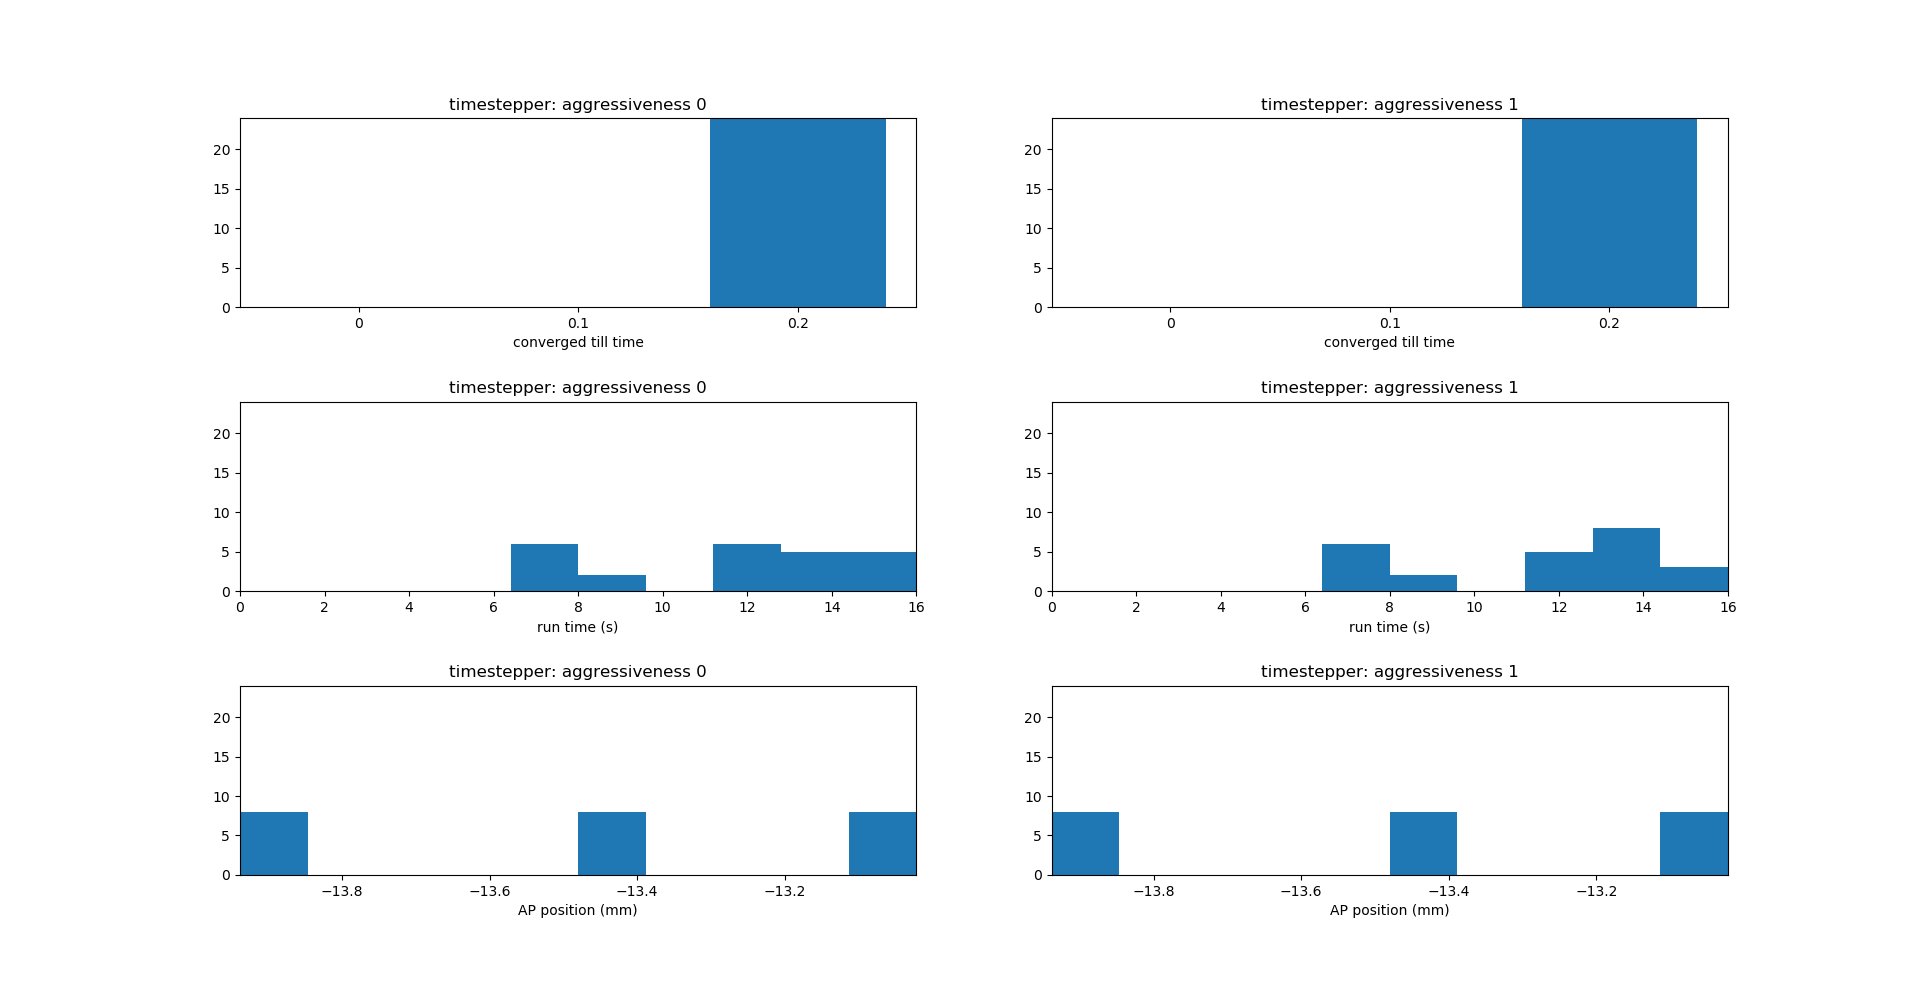 timestepper: aggressiveness 0
20
15
10
5
0
0 0.1 0.2
converged till time
timestepper: aggressiveness 1
20
15
10
5
0
0 0.1 0.2
converged till time
timestepper: aggressiveness 0
20
15
10
5
0
0 2 4 6 8 10 12 14 16
run time (s)
timestepper: aggressiveness 1
20
15
10
5
0
0 2 4 6 8 10 12 14 16
run time (s)
timestepper: aggressiveness 0
20
15
10
5
0
−13.8 −13.6 −13.4 −13.2
AP position (mm)
timestepper: aggressiveness 1
20
15
10
5
0
−13.8 −13.6 −13.4 −13.2
AP position (mm)